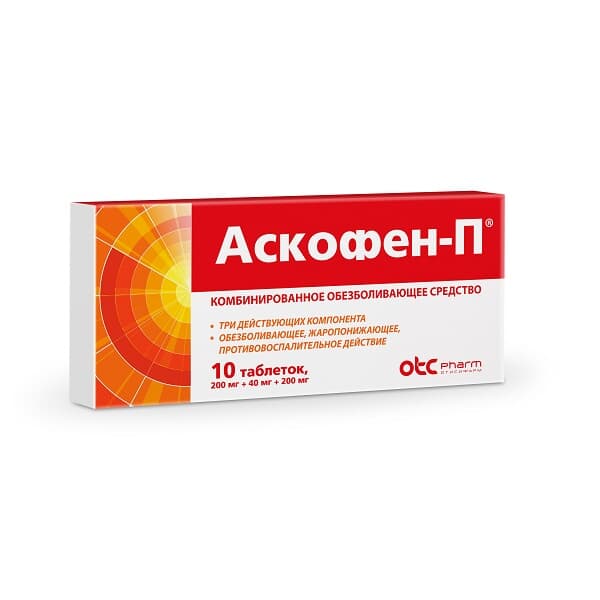 Аскофен-П®
КОМБИНИРОВАННОЕ ОБЕЗБОЛИВАЮЩЕЕ СРЕДСТВО
• ТРИ ДЕЙСТВУЮЩИХ КОМПОНЕНТА
• ОБЕЗБОЛИВАЮЩЕЕ, ЖАРОПОНИЖАЮЩЕЕ,
ПРОТИВОВОСПАЛИТЕЛЬНОЕ ДЕЙСТВИЕ
10 таблеток,
200 мг + 40 мг + 200 мг
otc pharm
ОТИСИФАРМ